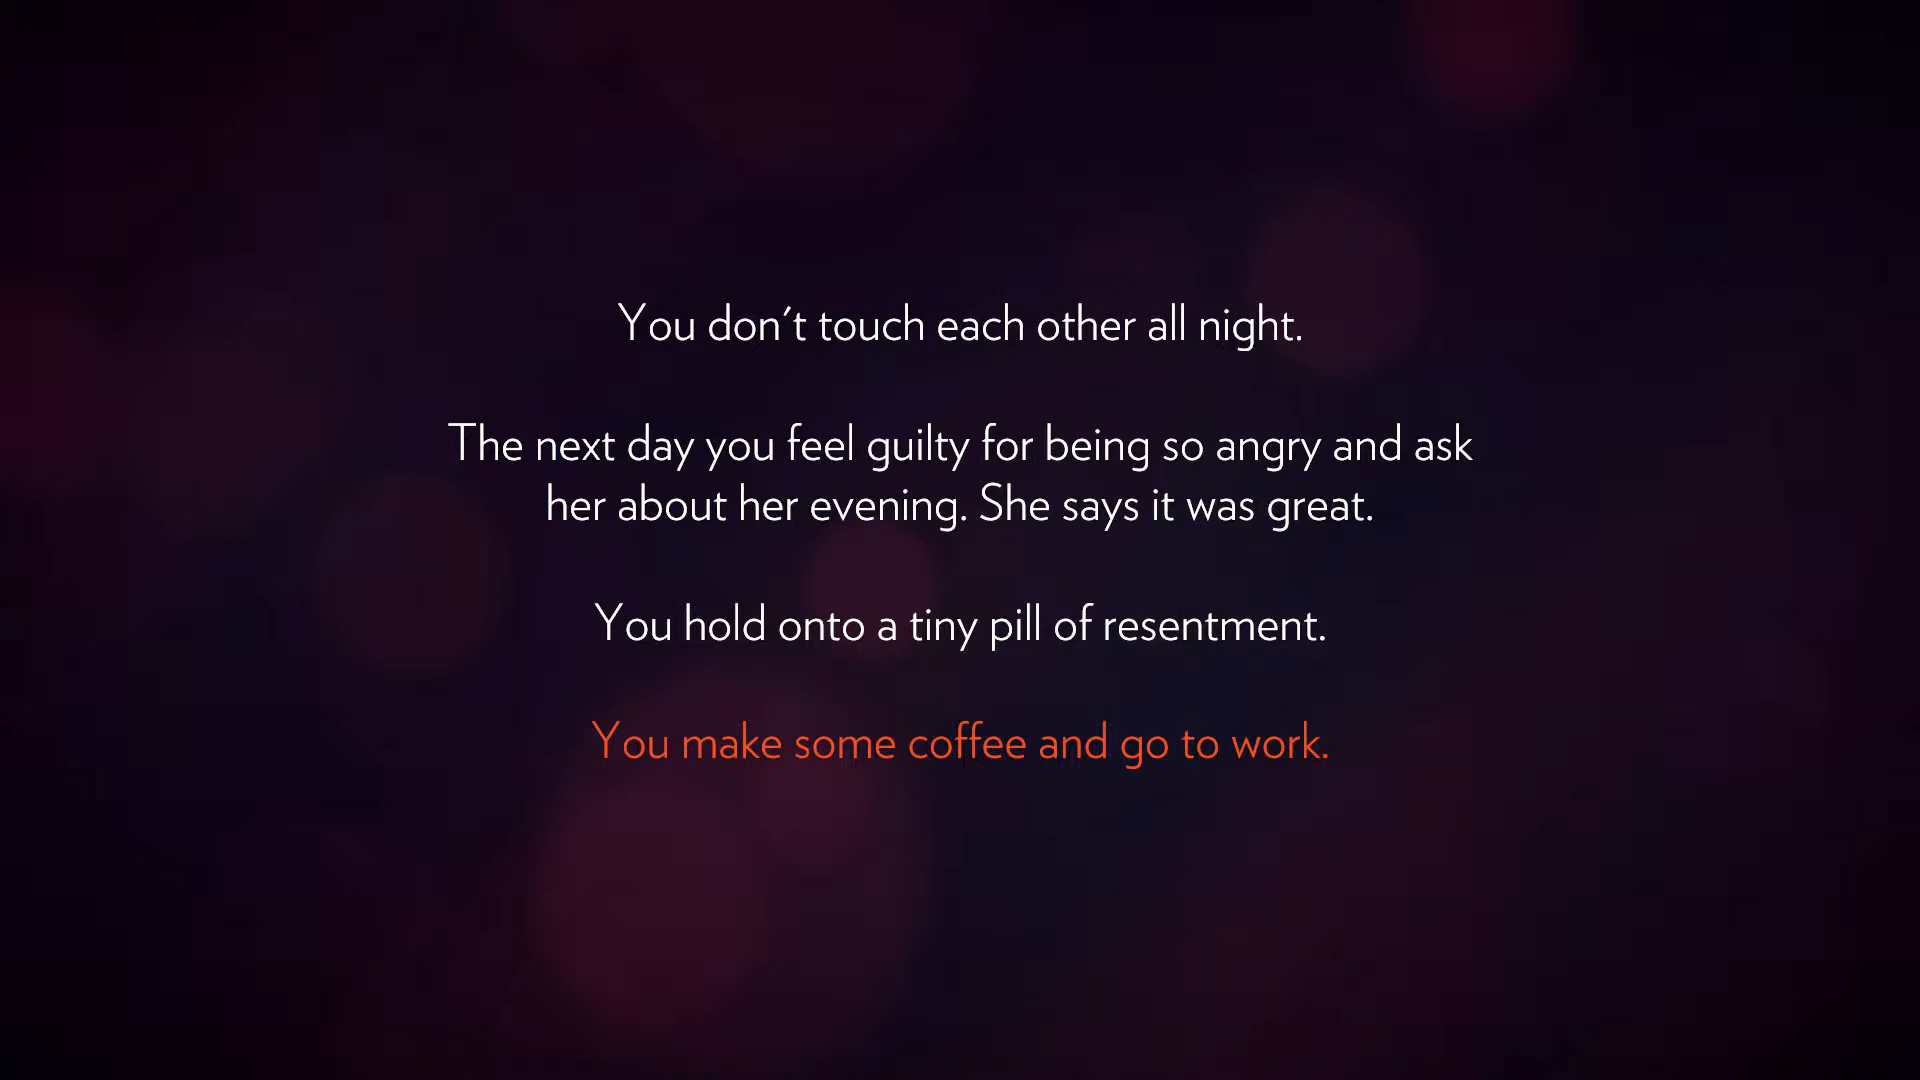 You don't touch each other all night.
The next day you feel guilty for being so angry and ask
her about her evening. She says it was great.
You hold onto a tiny pill of resentment.
You make some coffee and go to work.